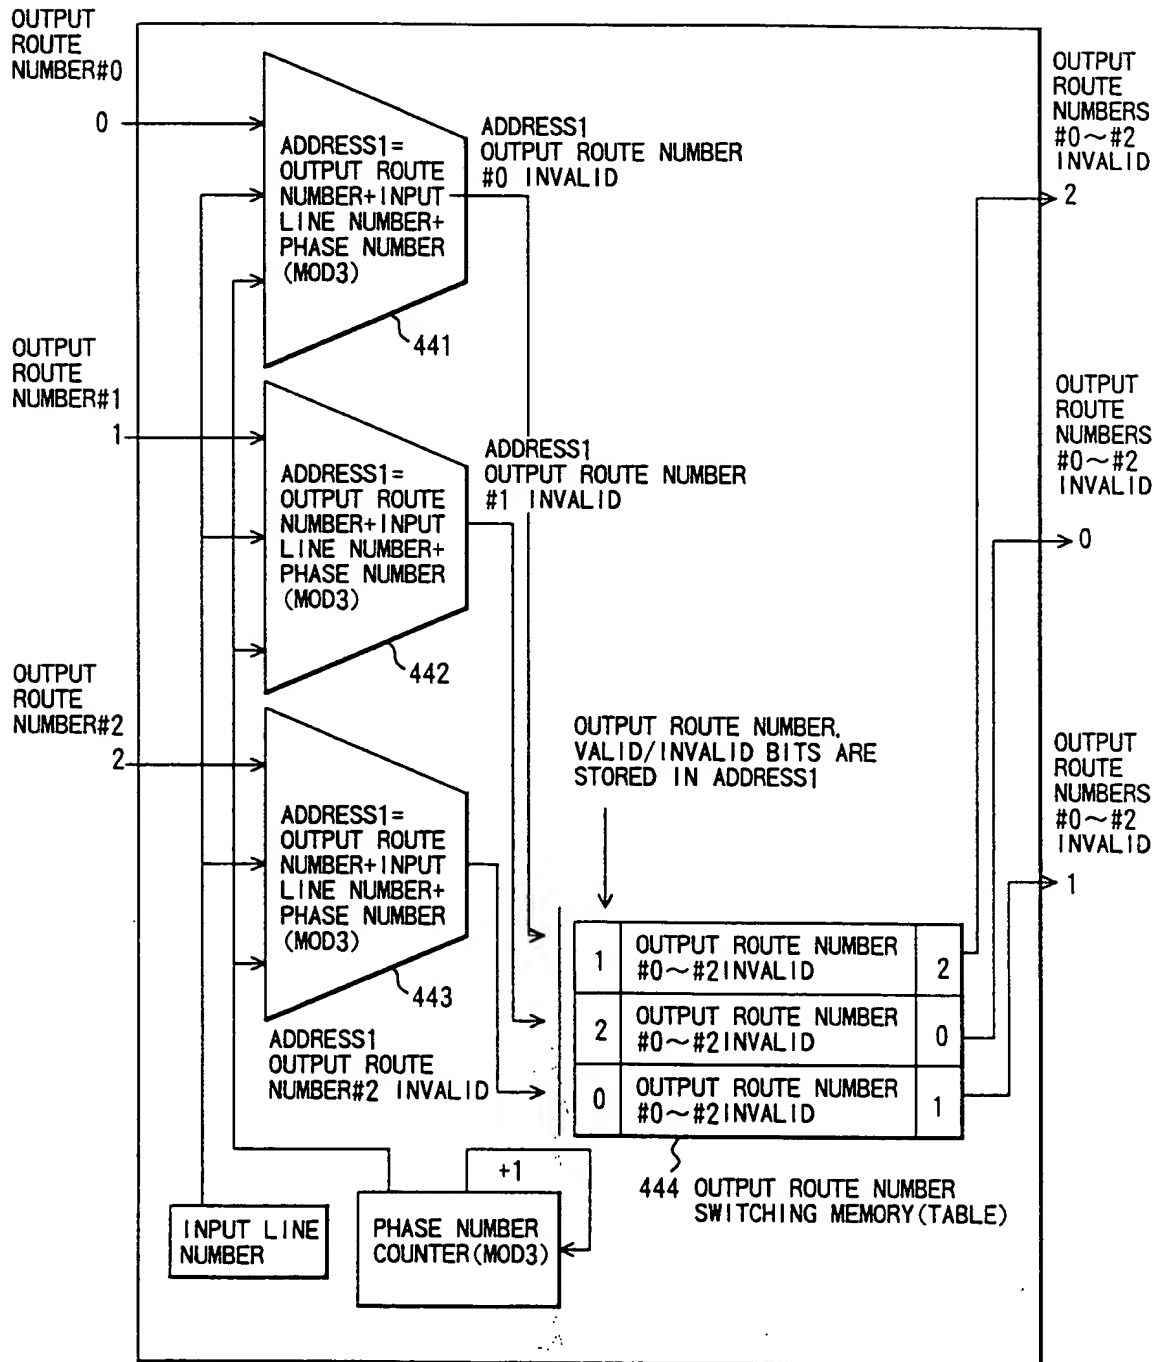 OUTPUT
ROUTE
NUMBER#0
0
ADDRESS1=
OUTPUT ROUTE
NUMBER+INPUT
LINE NUMBER+
PHASE NUMBER
(MOD3)
441
ADDRESS1
OUTPUT ROUTE NUMBER
#0 INVALID
OUTPUT
ROUTE
NUMBERS
#0~#2
INVALID
2
OUTPUT
ROUTE
NUMBER#1
1
ADDRESS1=
OUTPUT ROUTE
NUMBER+INPUT
LINE NUMBER+
PHASE NUMBER
(MOD3)
442
ADDRESS1
OUTPUT ROUTE NUMBER
#1 INVALID
OUTPUT
ROUTE
NUMBERS
#0~#2
INVALID
0
OUTPUT
ROUTE
NUMBER#2
2
ADDRESS1=
OUTPUT ROUTE
NUMBER+INPUT
LINE NUMBER+
PHASE NUMBER
(MOD3)
443
ADDRESS1
OUTPUT ROUTE
NUMBER#2 INVALID
OUTPUT ROUTE NUMBER.
VALID/INVALID BITS ARE
STORED IN ADDRESS1
OUTPUT
ROUTE
NUMBERS
#0~#2
INVALID
1
1 OUTPUT ROUTE NUMBER 2
#0~#2INVALID
2 OUTPUT ROUTE NUMBER 0
#0~#2INVALID
0 OUTPUT ROUTE NUMBER 1
#0~#2INVALID
444 OUTPUT ROUTE NUMBER
SWITCHING MEMORY(TABLE)
+1
INPUT LINE
NUMBER
PHASE NUMBER
COUNTER(MOD3)